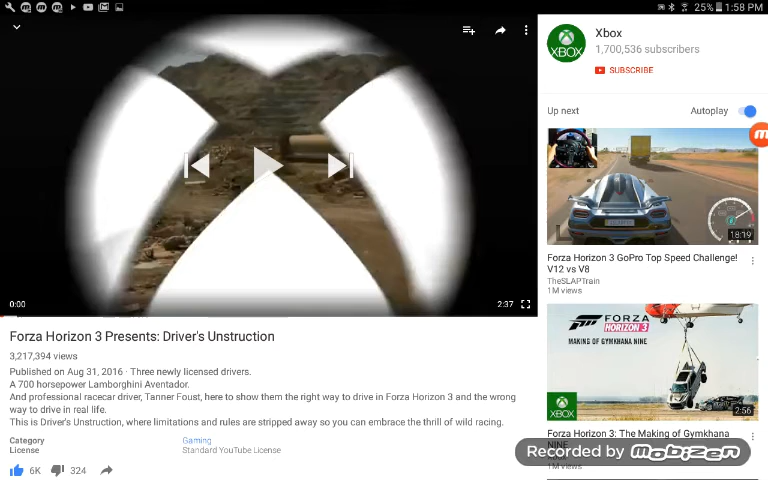 25% 1:58 PM
0:00
2:37
Forza Horizon 3 Presents: Driver's Unstruction
3,217,394 views
Published on Aug 31, 2016 · Three newly licensed drivers.
A 700 horsepower Lamborghini Aventador.
And professional racecar driver, Tanner Foust, here to show them the right way to drive in Forza Horizon 3 and the wrong
way to drive in real life.
This is Driver's Unstruction, where limitations and rules are stripped away so you can embrace the thrill of wild racing.
Category Gaming
License Standard YouTube License
6K 324
XBOX
Xbox
1,700,536 subscribers
SUBSCRIBE
Up next Autoplay
18:19
Forza Horizon 3 GoPro Top Speed Challenge!
V12 vs V8
TheSLAPTrain
1M views
FORZA
HORIZON 3
MAKING OF GYMKHANA NINE
XBOX
2:56
Forza Horizon 3: The Making of Gymkhana
NINE
1M views
Recorded by mobizen